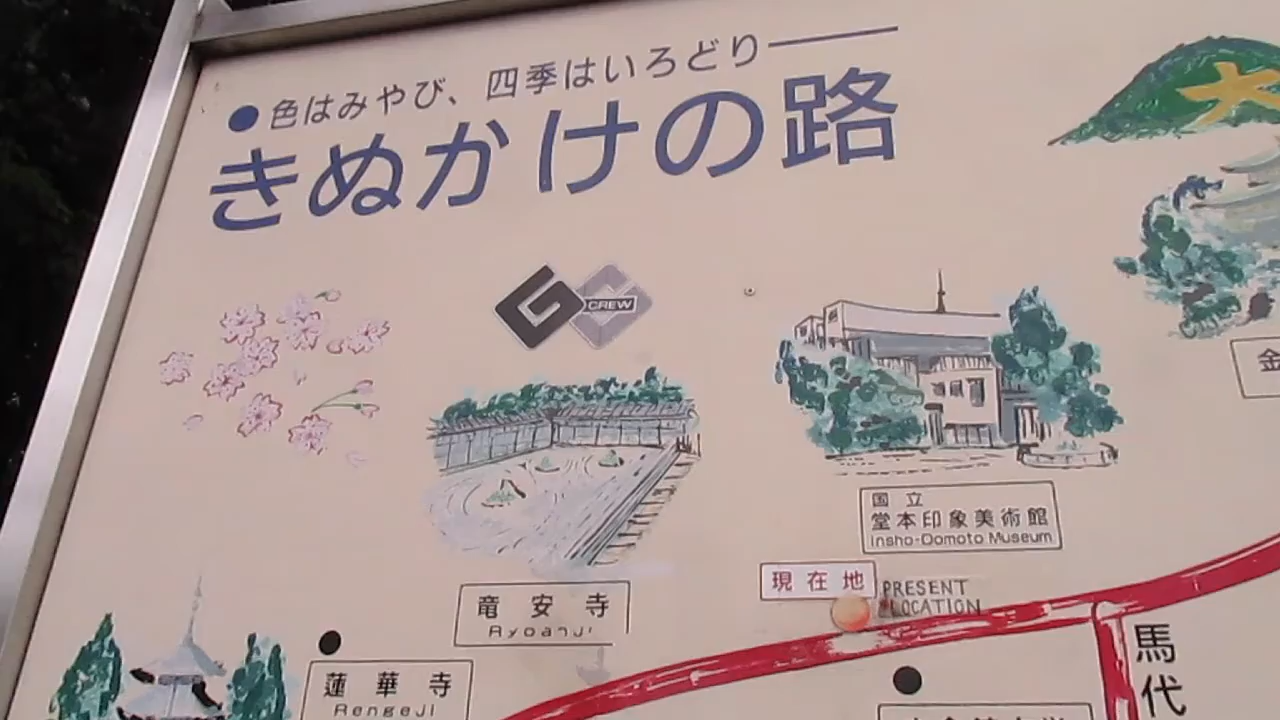 ●色はみやび、四季はいろどり——
きぬかけの路
大
G CREW
国立
堂本印象美術館
Insho-Domoto Museum
金
現在地
PRESENT LOCATION
竜安寺
Ryoanji
蓮華寺
RengeJi
馬代